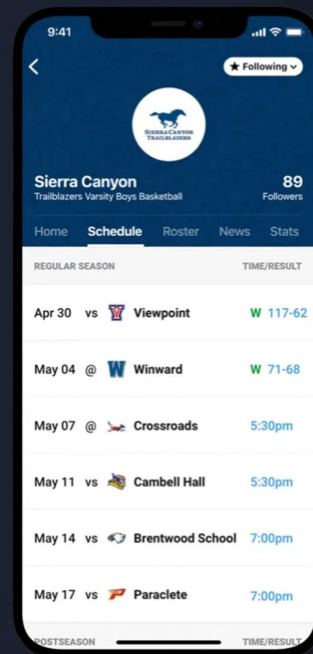 9:41
★ Following
SIERRA CANYON
TRAILBLAZERS
Sierra Canyon 89
Trailblazers Varsity Boys Basketball Followers
Home Schedule Roster News Stats
REGULAR SEASON TIME/RESULT
Apr 30 vs Viewpoint W 117-62
May 04 @ W Winward W 71-68
May 07 @ Crossroads 5:30pm
May 11 vs Cambell Hall 5:30pm
May 14 vs Brentwood School 7:00pm
May 17 vs P Paraclete 7:00pm
POSTSEASON TIME/RESULT